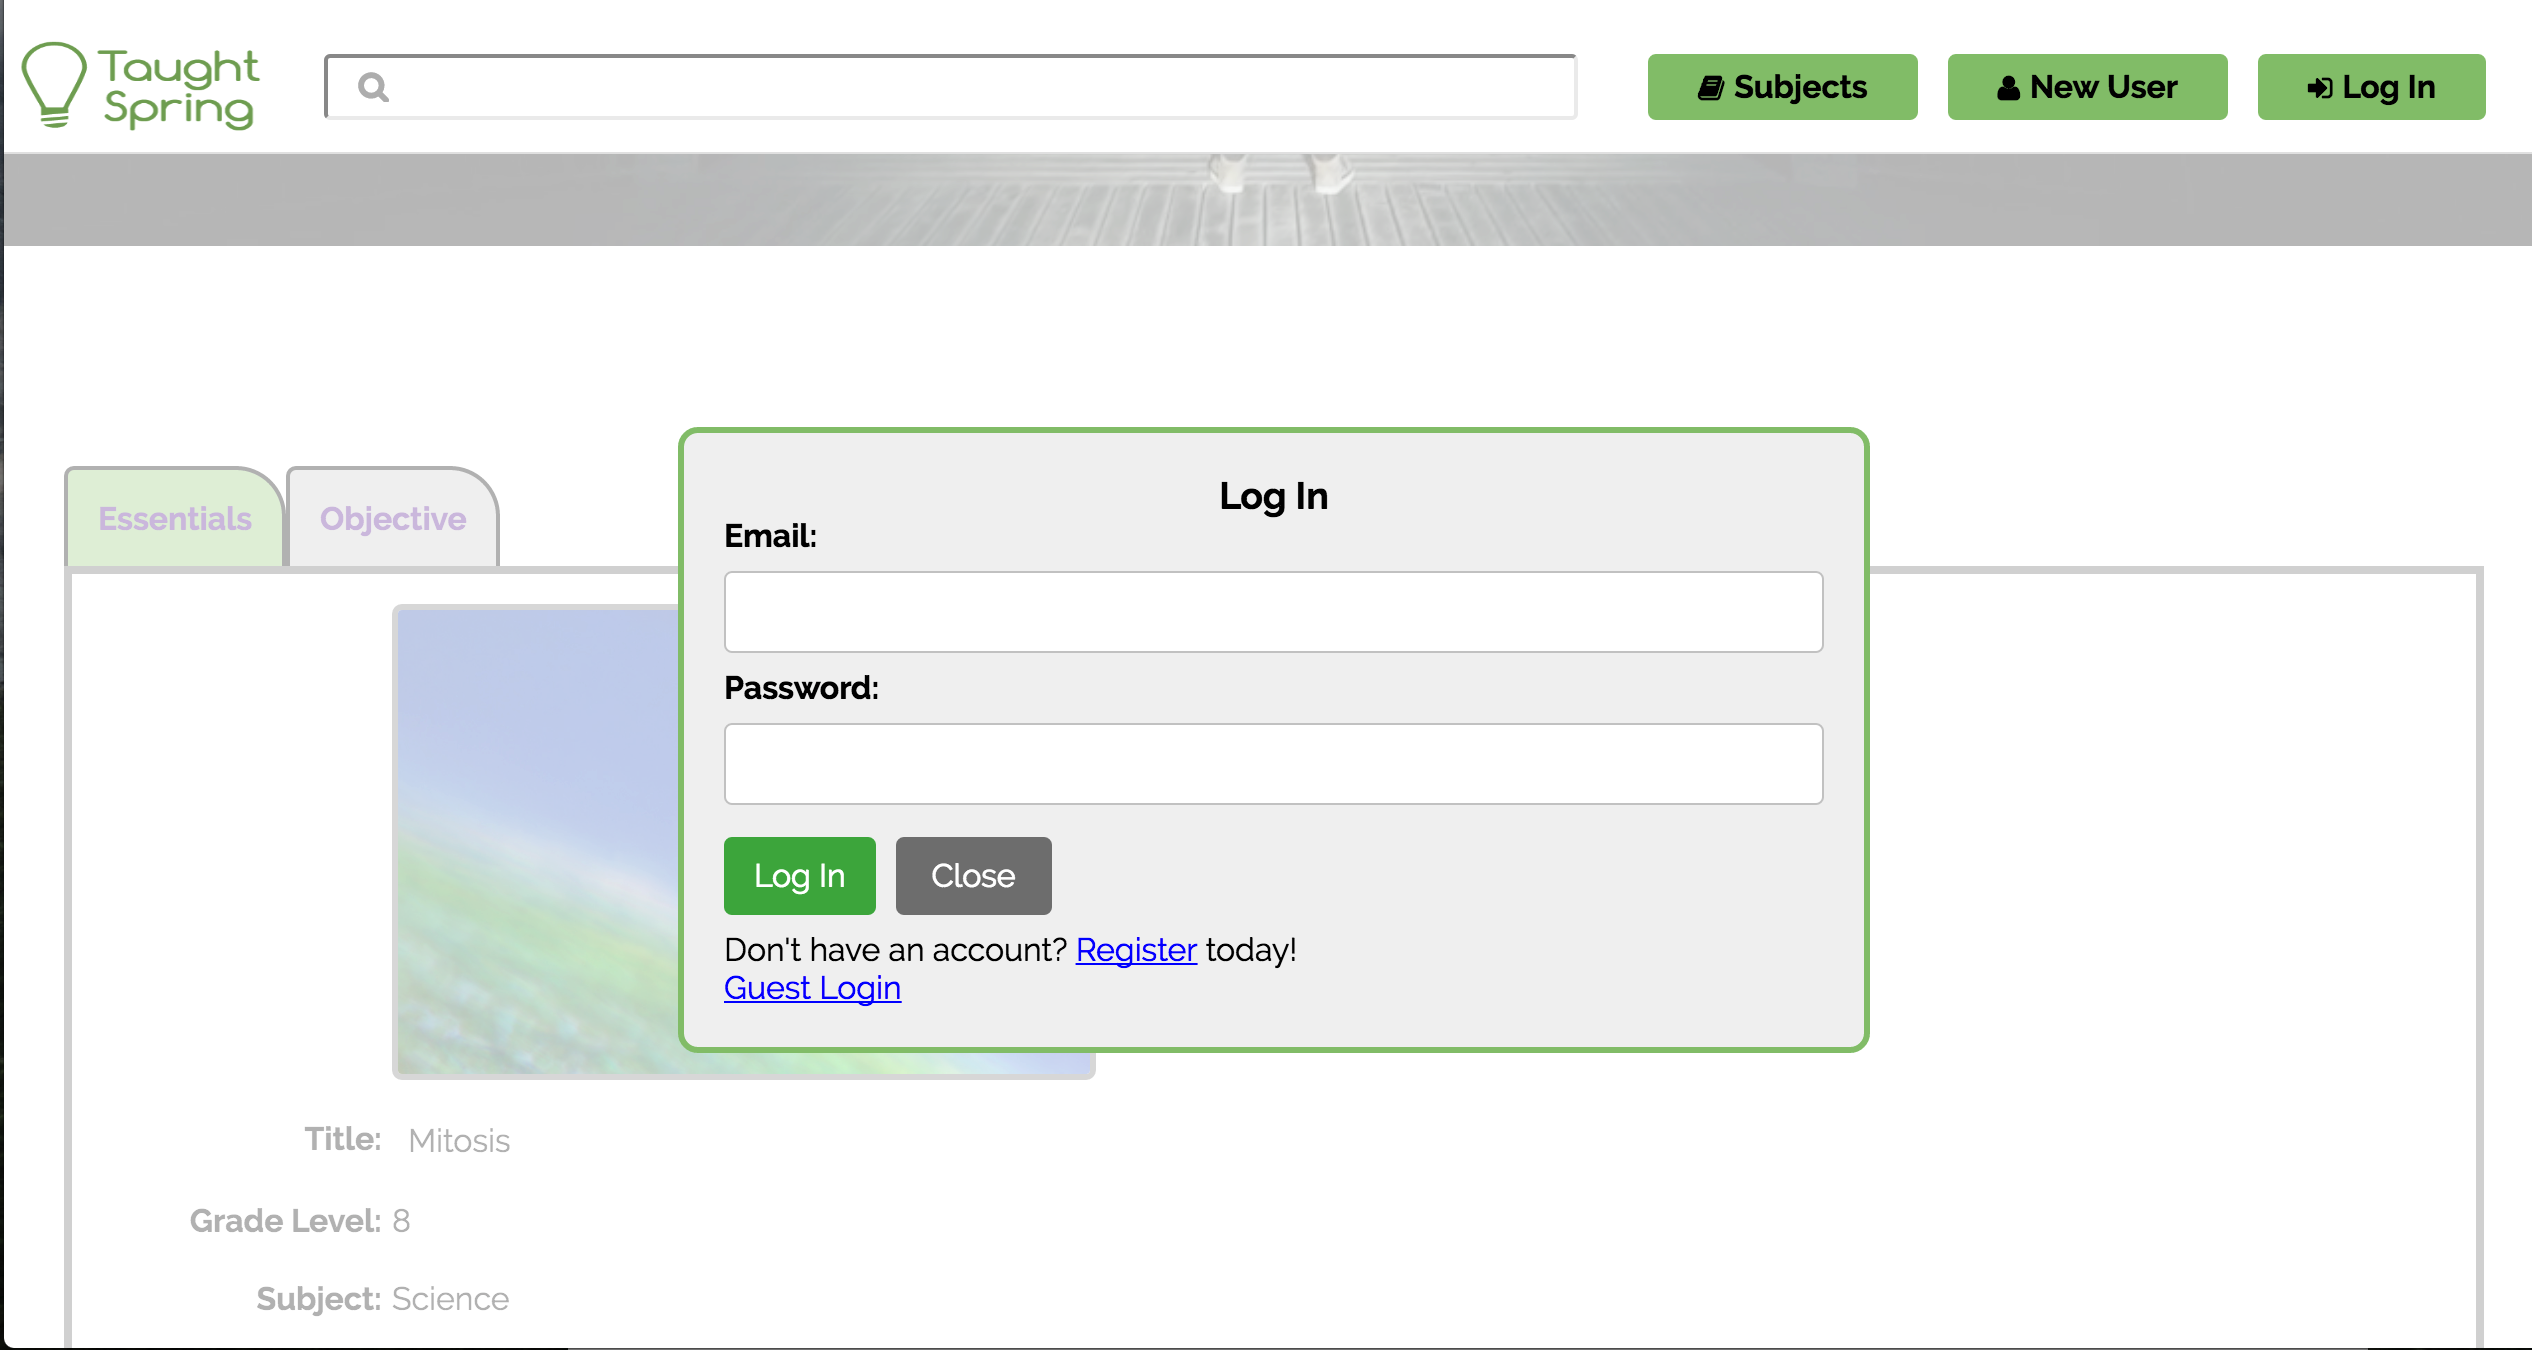 Taught
Spring
Subjects
New User
Log In
Essentials
Objective
Log In
Email:
Password:
Log In
Close
Don't have an account? Register today!
Guest Login
Title: Mitosis
Grade Level: 8
Subject: Science